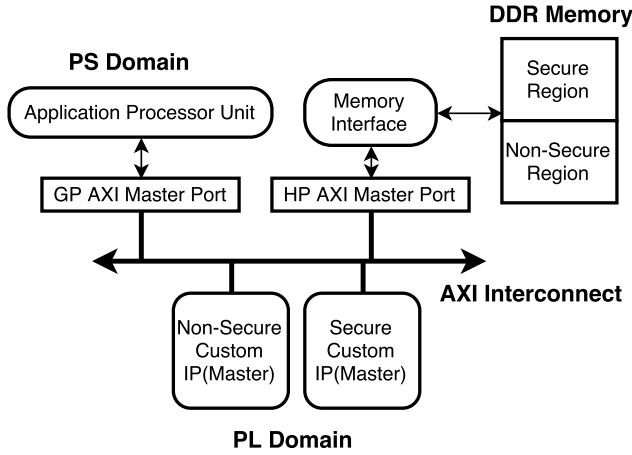 DDR Memory
PS Domain
Application Processor Unit
Memory
Interface
Secure
Region
Non-Secure
Region
GP AXI Master Port
HP AXI Master Port
AXI Interconnect
Non-Secure
Custom
IP(Master)
Secure
Custom
IP(Master)
PL Domain